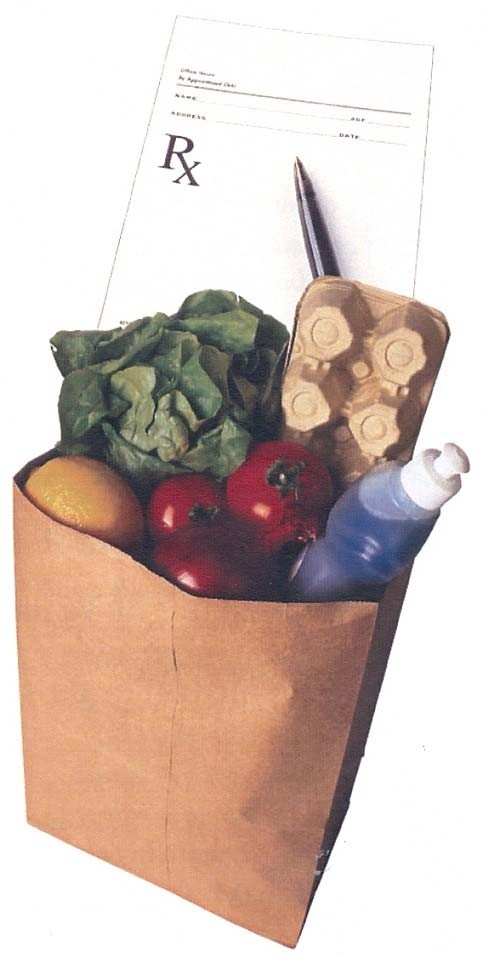 Office Hours
By Appointment Only
NAME AGE
ADDRESS DATE
Rx